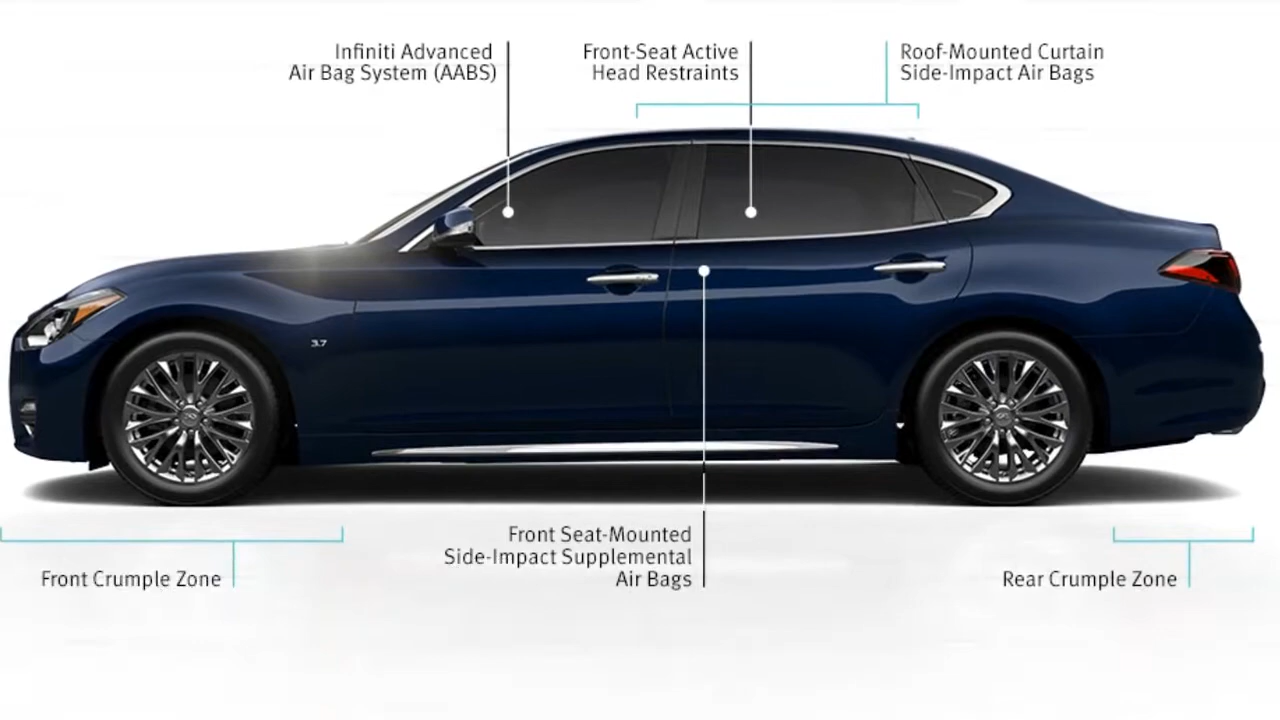 Infiniti Advanced
Air Bag System (AABS)
Front-Seat Active
Head Restraints
Roof-Mounted Curtain
Side-Impact Air Bags
3.7
Front Seat-Mounted
Side-Impact Supplemental
Air Bags
Front Crumple Zone
Rear Crumple Zone